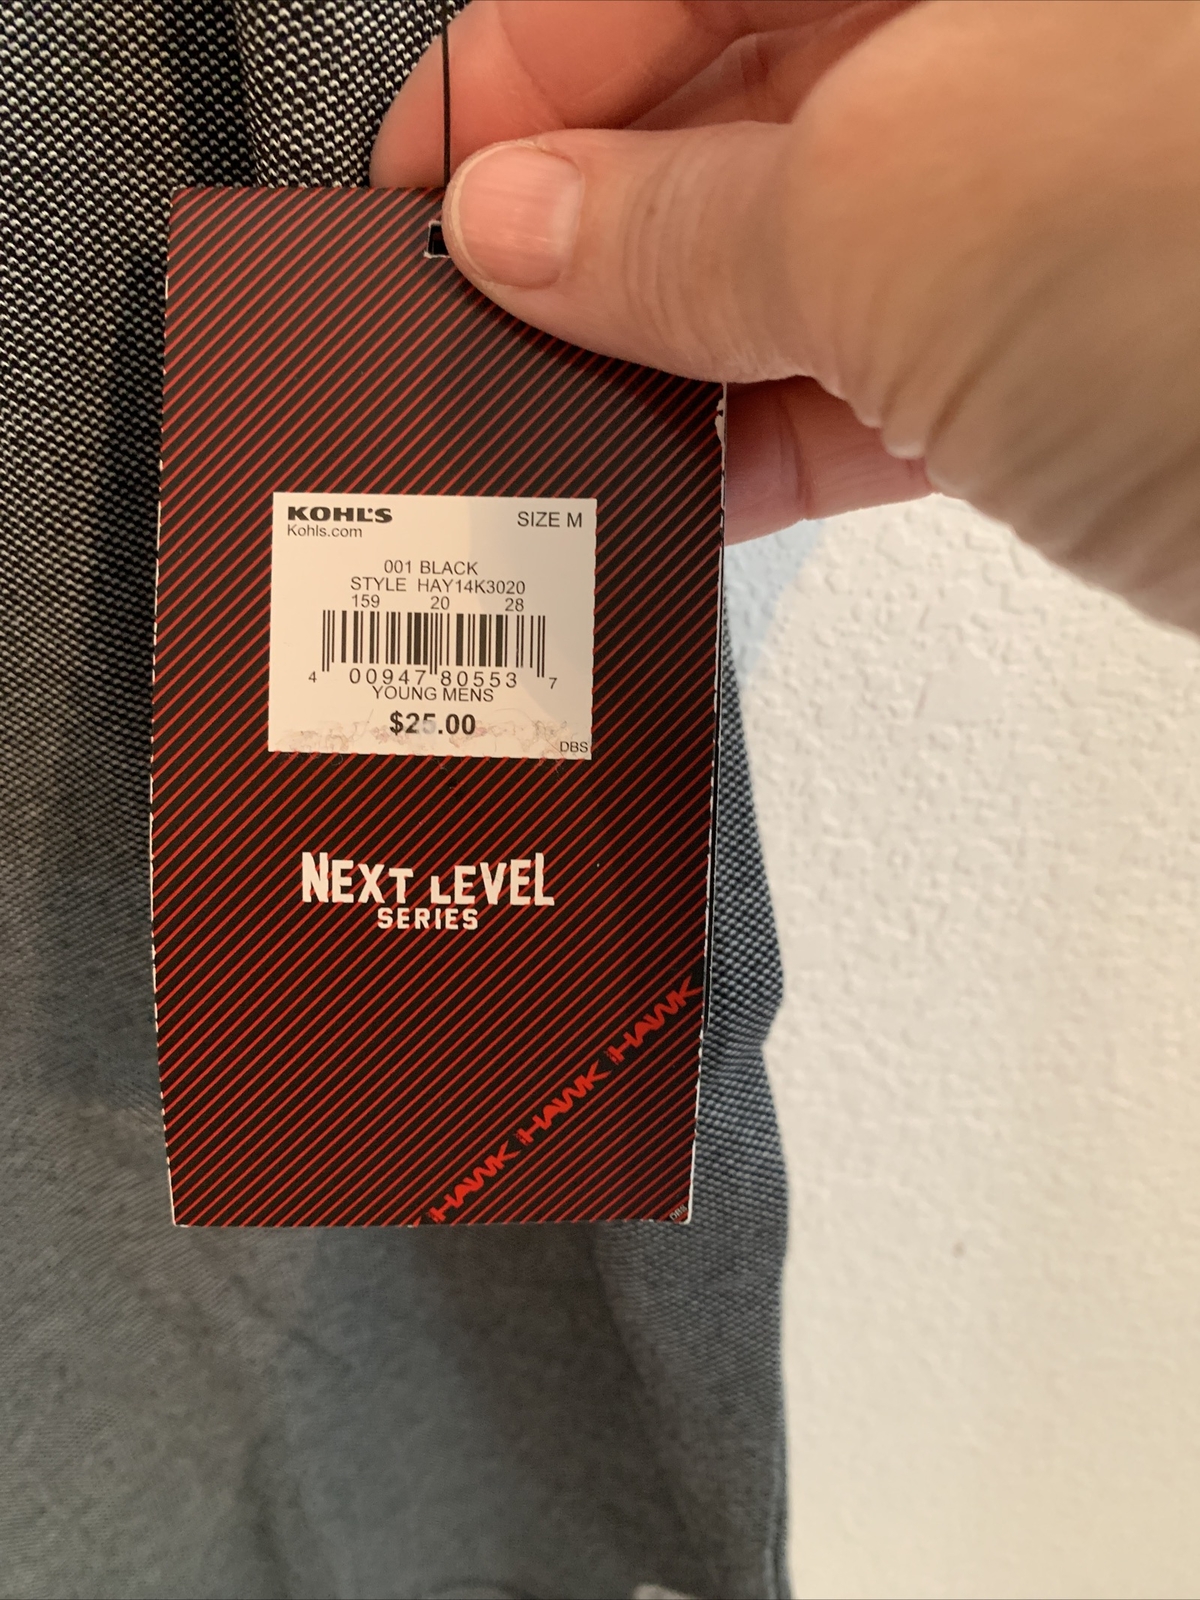 KOHL'S
Kohls.com
SIZE M
001 BLACK
STYLE HAY14K3020
159 20 28
4 00947 80553 7
YOUNG MENS
$25.00
DBS
NEXT LEVEL
SERIES
HAWK HAWK HAWK
DBS